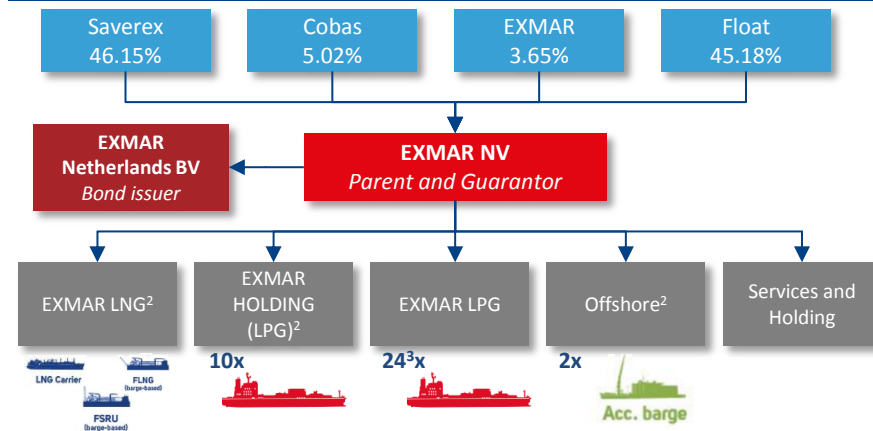 Saverex
46.15%
Cobas
5.02%
EXMAR
3.65%
Float
45.18%
EXMAR
Netherlands BV
Bond issuer
EXMAR NV
Parent and Guarantor
EXMAR LNG²
EXMAR
HOLDING
(LPG)²
EXMAR LPG
Offshore²
Services and
Holding
LNG Carrier
FLNG
(barge-based)
FSRU
(barge-based)
10x
24³x
2x
Acc. barge